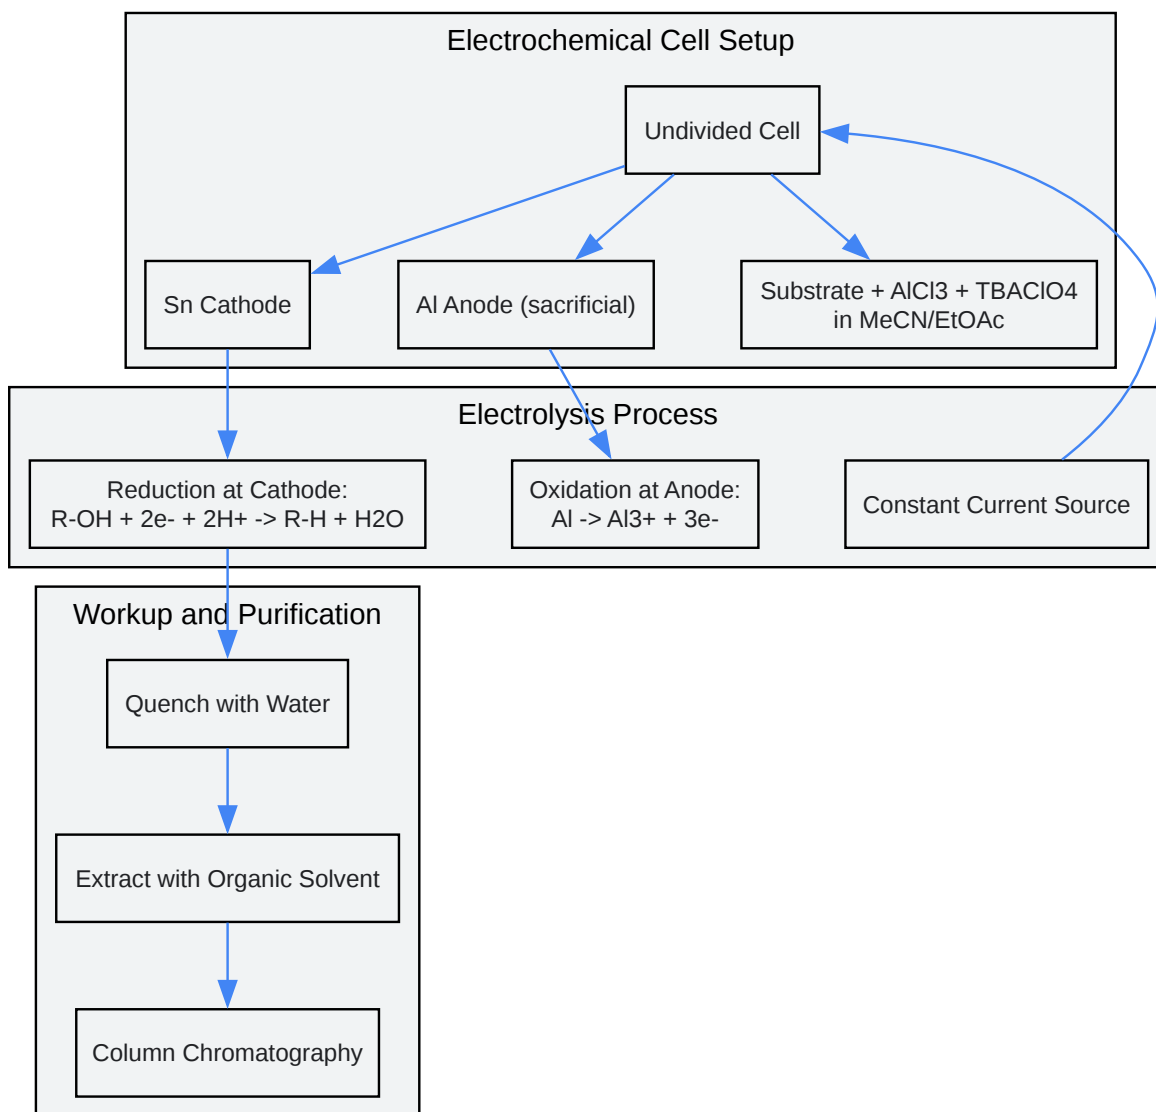 Electrochemical Cell Setup
Undivided Cell
Sn Cathode
Al Anode (sacrificial)
Substrate + AlCl3 + TBAClO4
in MeCN/EtOAc
Electrolysis Process
Reduction at Cathode:
R-OH + 2e- + 2H+ -> R-H + H2O
Oxidation at Anode:
Al -> Al3+ + 3e-
Constant Current Source
Workup and Purification
Quench with Water
Extract with Organic Solvent
Column Chromatography